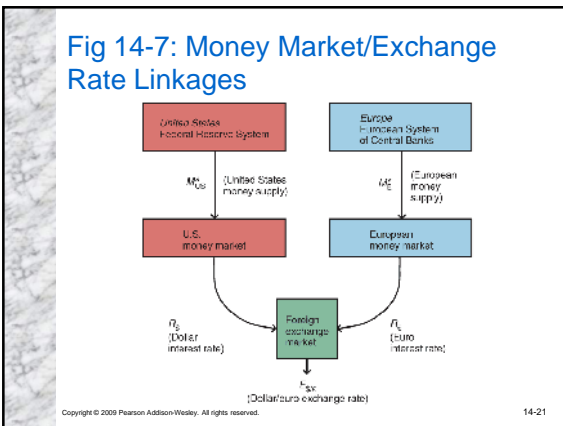 Fig 14-7: Money Market/Exchange
Rate Linkages
United States
Federal Reserve System
Europe
European System
of Central Banks
M^s_US
(United States
money supply)
M^s_E
(European
money
supply)
U.S.
money market
European
money market
R_$
(Dollar
interest rate)
Foreign
exchange
market
R_€
(Euro
interest rate)
E_$/€
(Dollar/euro exchange rate)
Copyright © 2009 Pearson Addison-Wesley. All rights reserved.
14-21